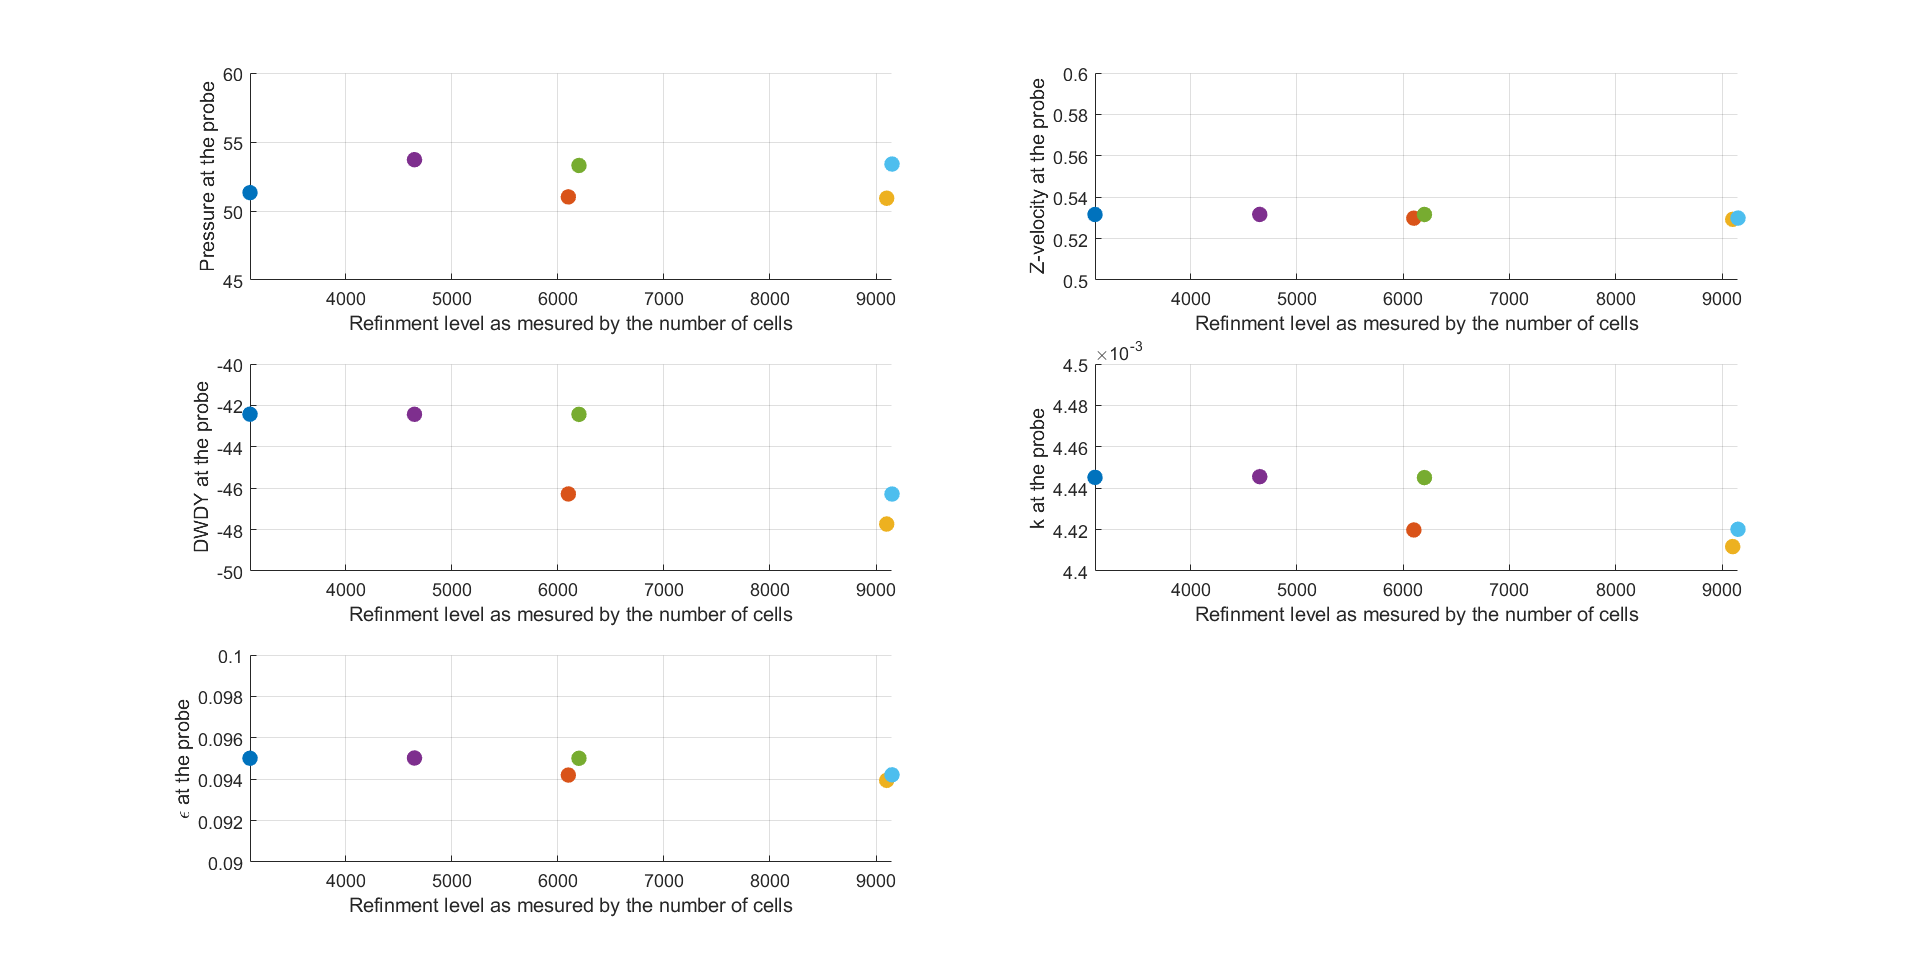 60
55
50
45
Pressure at the probe
4000 5000 6000 7000 8000 9000
Refinment level as mesured by the number of cells
0.6
0.58
0.56
0.54
0.52
0.5
Z-velocity at the probe
4000 5000 6000 7000 8000 9000
Refinment level as mesured by the number of cells
-40
-42
-44
-46
-48
-50
DWDY at the probe
4000 5000 6000 7000 8000 9000
Refinment level as mesured by the number of cells
×10⁻³
4.5
4.48
4.46
4.44
4.42
4.4
k at the probe
4000 5000 6000 7000 8000 9000
Refinment level as mesured by the number of cells
0.1
0.098
0.096
0.094
0.092
0.09
ϵ at the probe
4000 5000 6000 7000 8000 9000
Refinment level as mesured by the number of cells